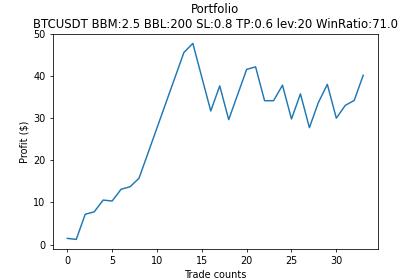 Portfolio
BTCUSDT BBM:2.5 BBL:200 SL:0.8 TP:0.6 lev:20 WinRatio:71.0
50
40
30
20
10
0
Profit ($)
0 5 10 15 20 25 30
Trade counts